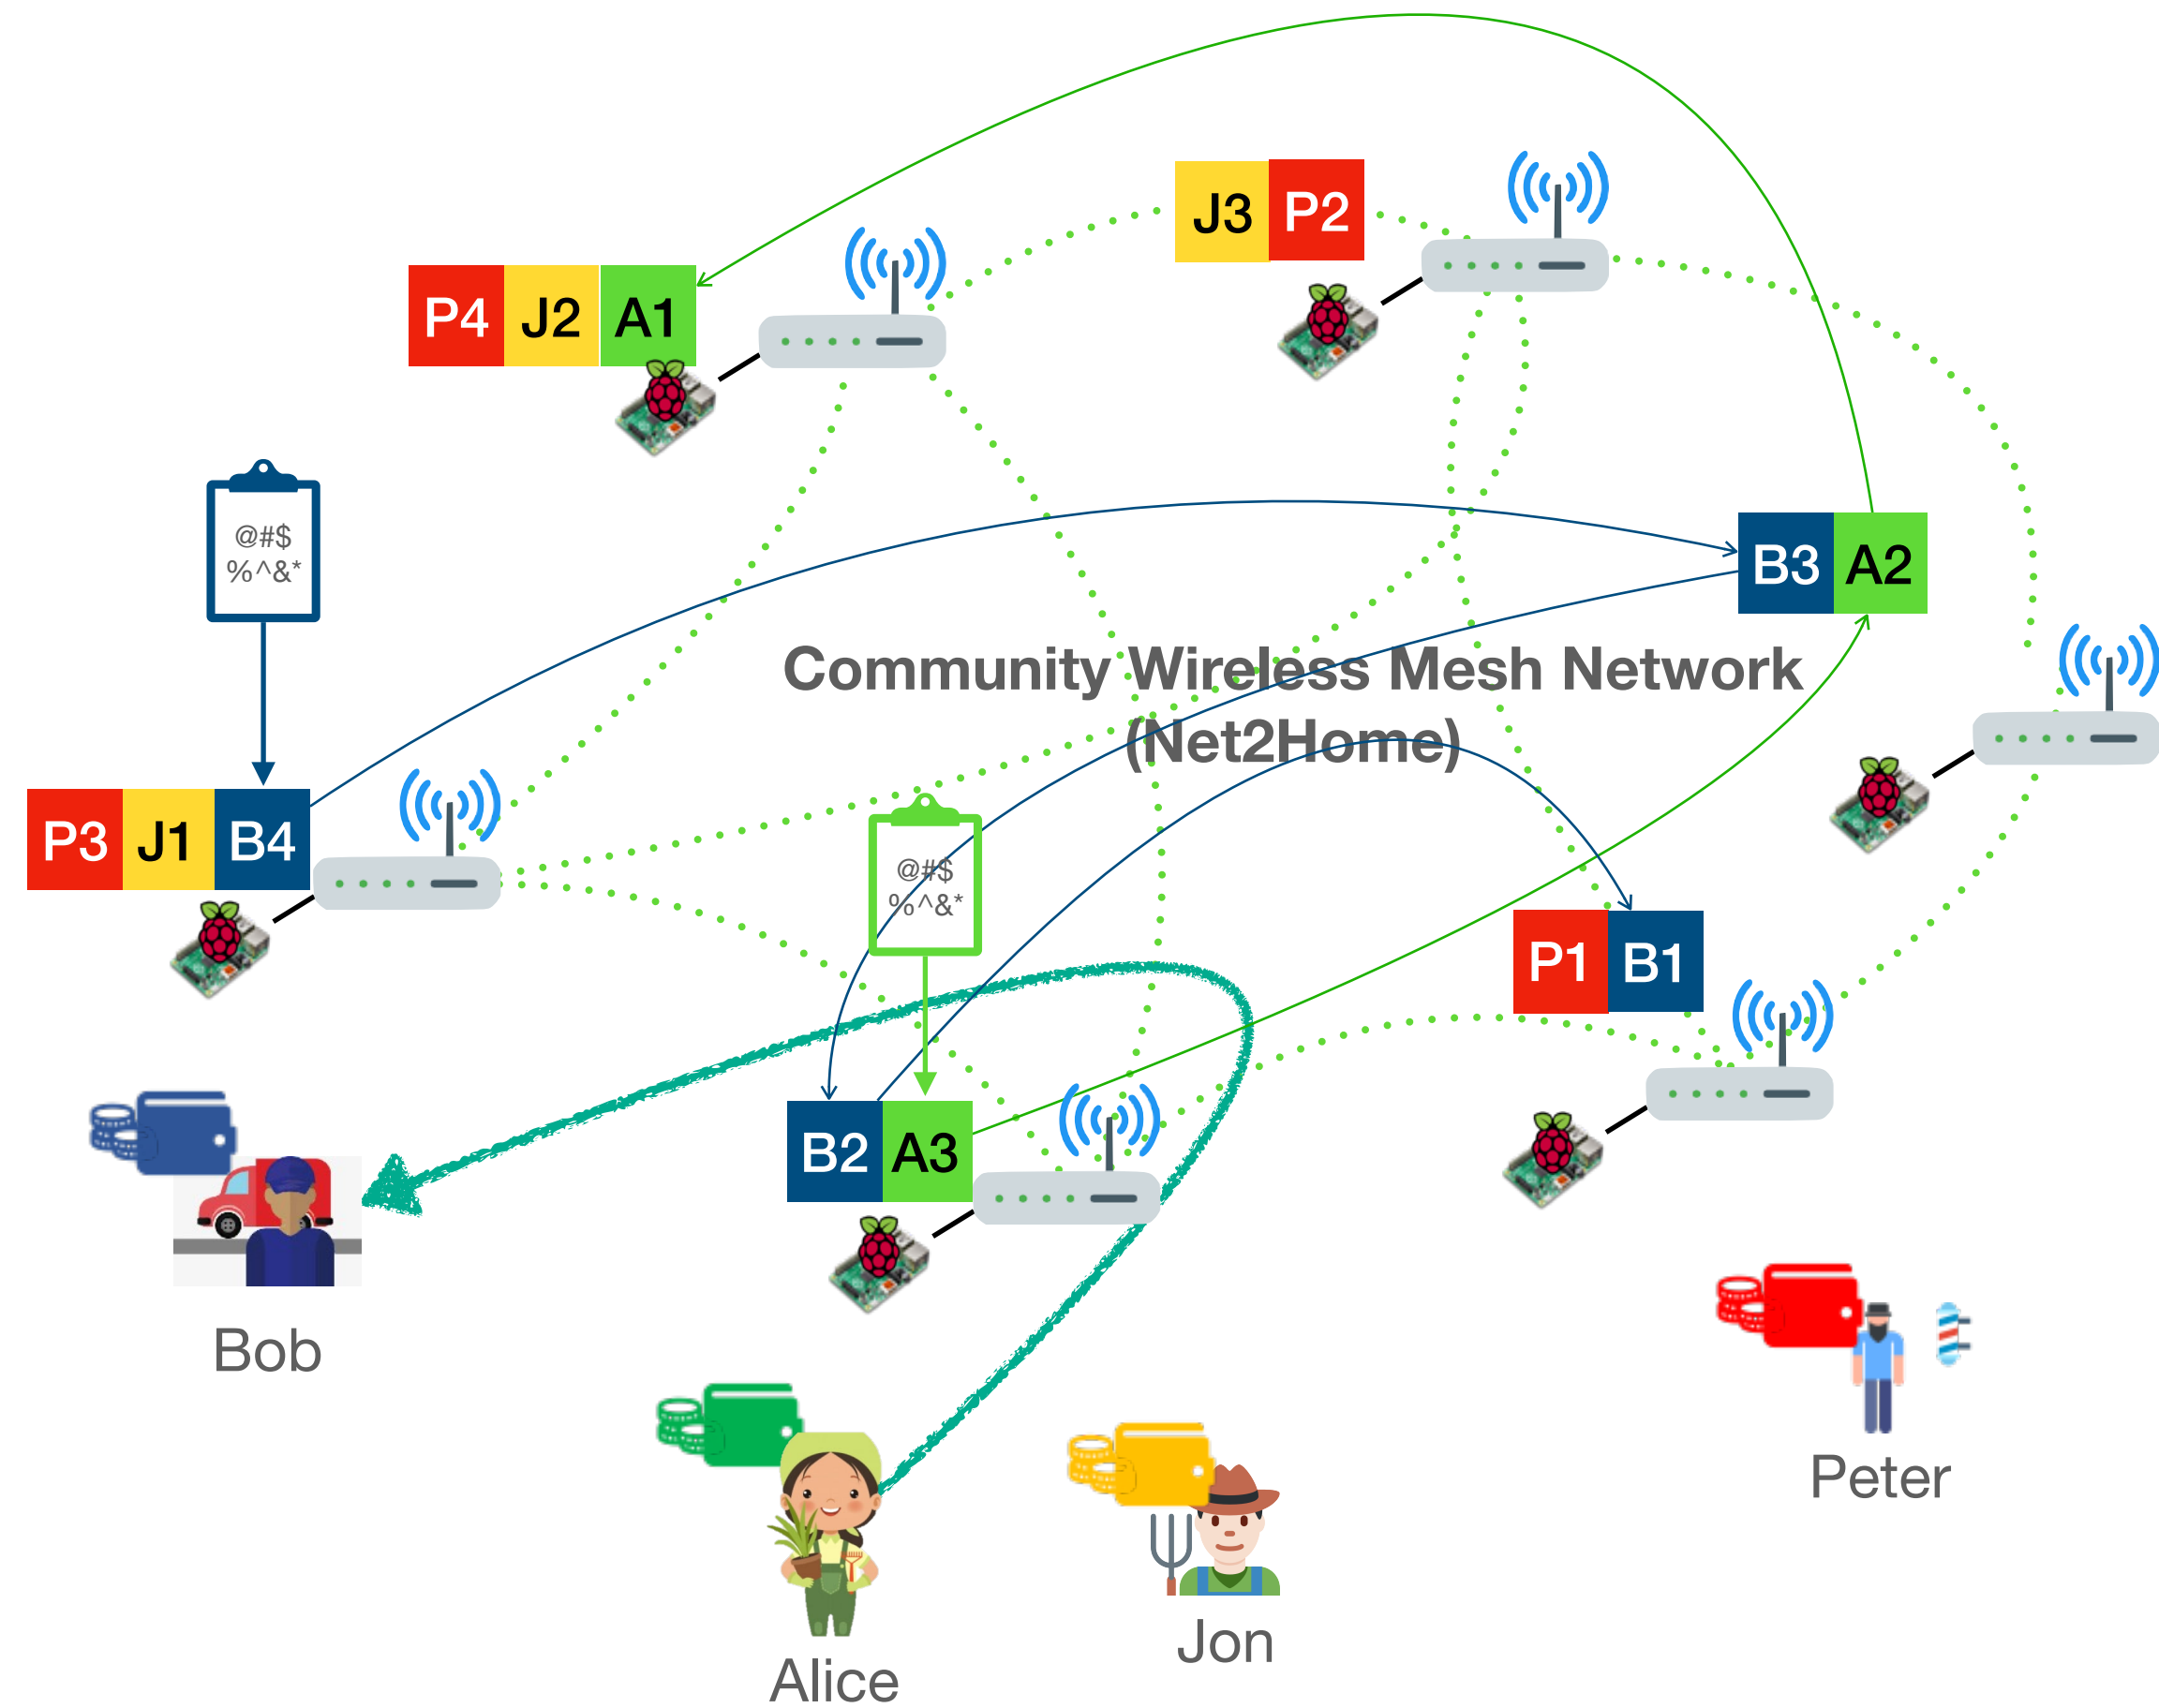 J3 P2
P4 J2 A1
@#$
%^&*
B3 A2
Community Wireless Mesh Network
(Net2Home)
P3 J1 B4
@#$
%^&*
P1 B1
B2 A3
Bob
Peter
Jon
Alice